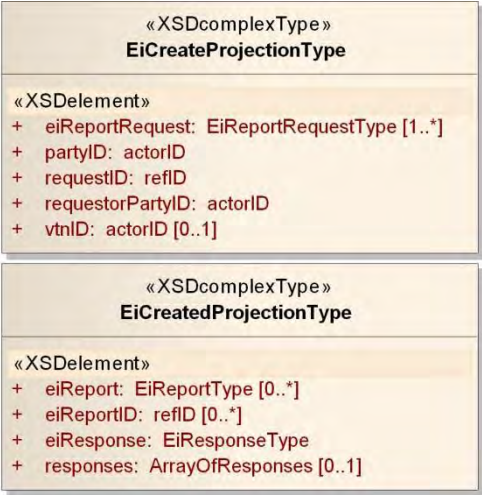 «XSDcomplexType»
EiCreateProjectionType
«XSDelement»
+ eiReportRequest: EiReportRequestType [1..*]
+ partyID: actorID
+ requestID: refID
+ requestorPartyID: actorID
+ vtnID: actorID [0..1]
«XSDcomplexType»
EiCreatedProjectionType
«XSDelement»
+ eiReport: EiReportType [0..*]
+ eiReportID: refID [0..*]
+ eiResponse: EiResponseType
+ responses: ArrayOfResponses [0..1]